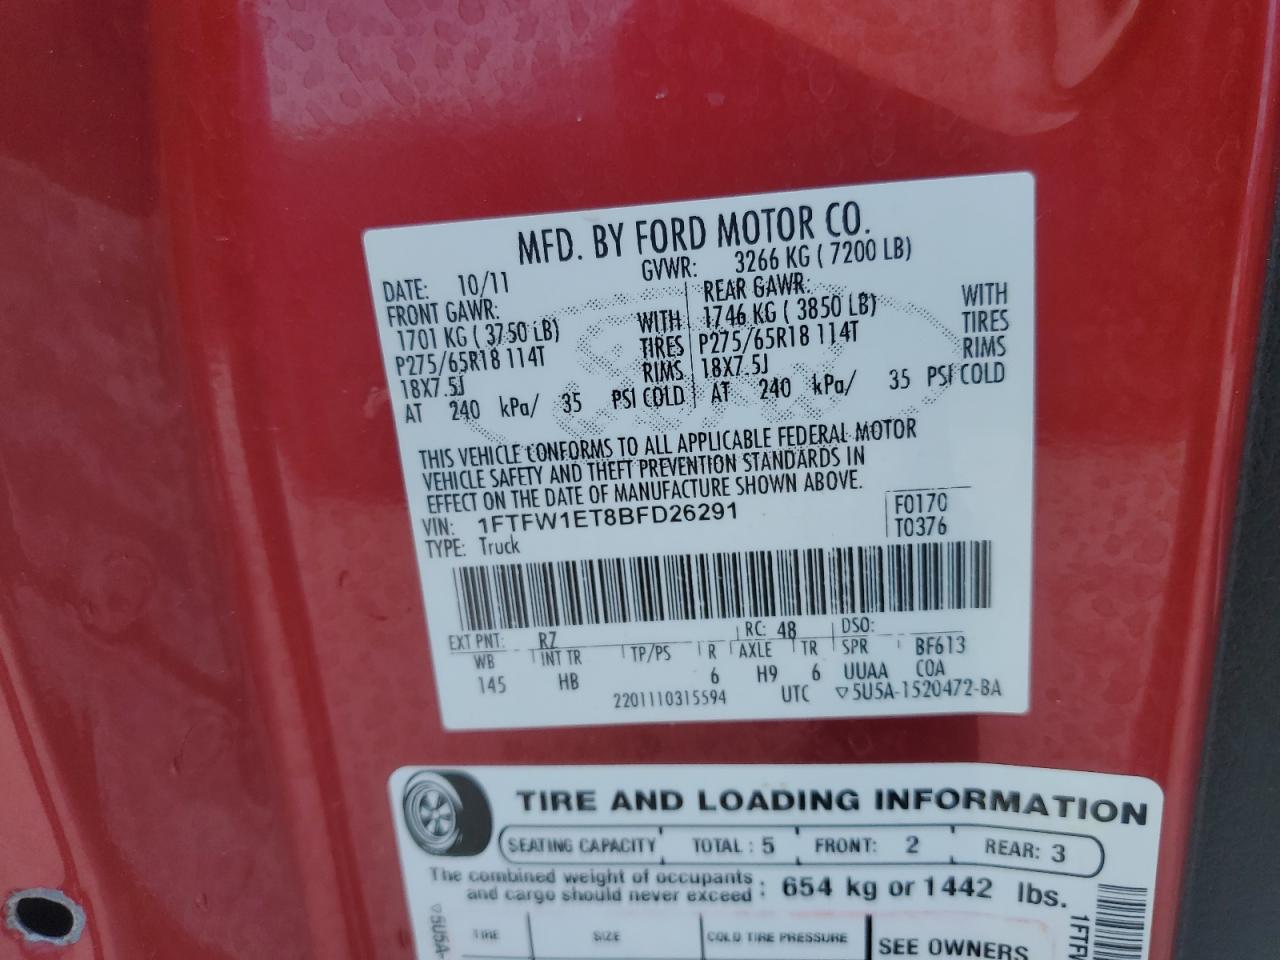 MFD. BY FORD MOTOR CO.
DATE: 10/11 GVWR: 3266 KG ( 7200 LB)
FRONT GAWR: REAR GAWR:
1701 KG ( 3750 LB) WITH 1746 KG ( 3850 LB) WITH
P275/65R18 114T TIRES P275/65R18 114T TIRES
18X7.5J RIMS 18X7.5J RIMS
AT 240 kPa/ 35 PSI COLD AT 240 kPa/ 35 PSI COLD
THIS VEHICLE CONFORMS TO ALL APPLICABLE FEDERAL MOTOR
VEHICLE SAFETY AND THEFT PREVENTION STANDARDS IN
EFFECT ON THE DATE OF MANUFACTURE SHOWN ABOVE.
VIN: 1FTFW1ET8BFD26291 F0170
TYPE: Truck T0376
EXT PNT: RZ RC: 48 DSO:
WB INT TR TP/PS R AXLE TR SPR BF613
145 HB 6 H9 6 UUAA COA
2201110315594 UTC ▽5U5A-1520472-BA
TIRE AND LOADING INFORMATION
SEATING CAPACITY TOTAL : 5 FRONT: 2 REAR: 3
The combined weight of occupants
and cargo should never exceed : 654 kg or 1442 lbs.
TIRE SIZE COLD TIRE PRESSURE SEE OWNERS
▽5U5A-
1FTF